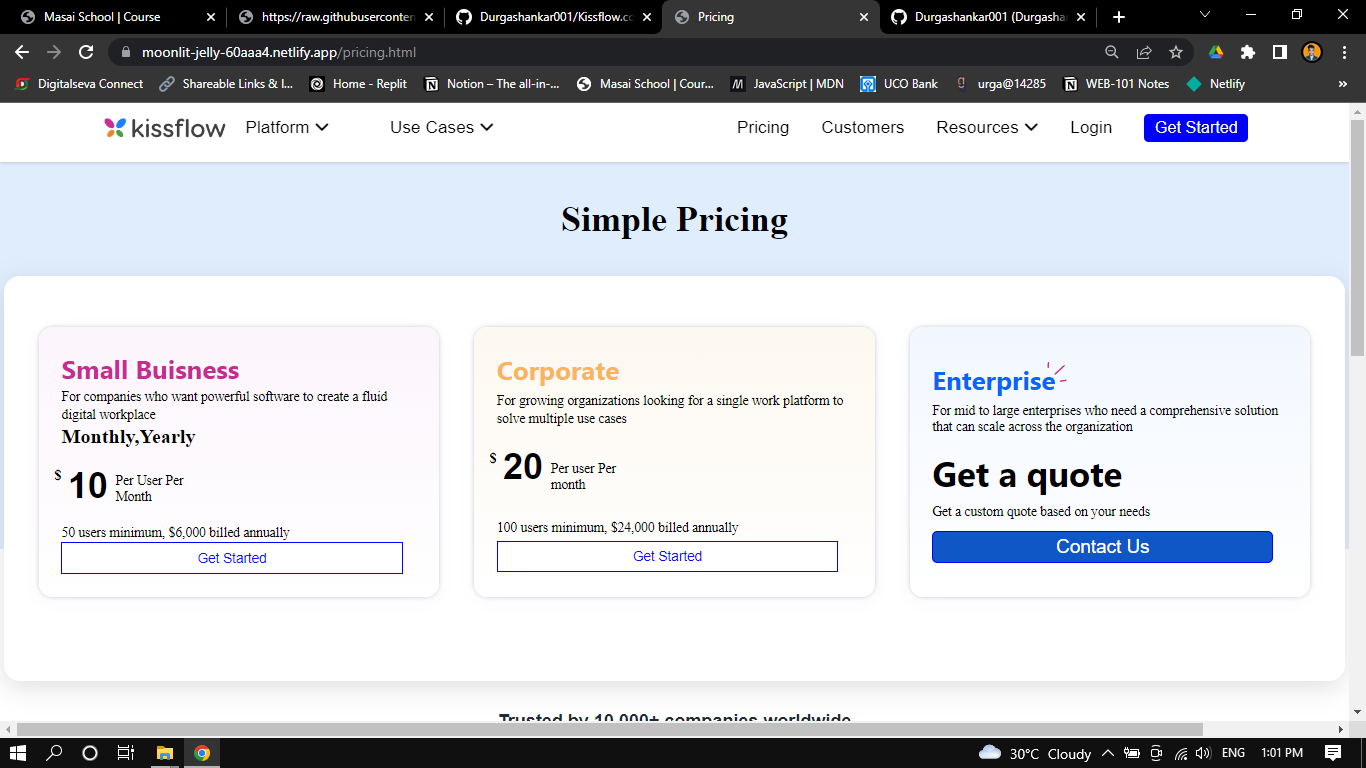 Masai School | Course
https://raw.githubuserconten
Durgashankar001/Kissflow.co
Pricing
Durgashankar001 (Durgashan
moonlit-jelly-60aaa4.netlify.app/pricing.html
Digitalseva Connect
Shareable Links & I...
Home - Replit
Notion – The all-in-...
Masai School | Cour...
JavaScript | MDN
UCO Bank
urga@14285
WEB-101 Notes
Netlify
kissflow
Platform
Use Cases
Pricing
Customers
Resources
Login
Get Started
Simple Pricing
Small Buisness
For companies who want powerful software to create a fluid
digital workplace
Monthly,Yearly
$ 10 Per User Per
Month
50 users minimum, $6,000 billed annually
Get Started
Corporate
For growing organizations looking for a single work platform to
solve multiple use cases
$ 20 Per user Per
month
100 users minimum, $24,000 billed annually
Get Started
Enterprise
For mid to large enterprises who need a comprehensive solution
that can scale across the organization
Get a quote
Get a custom quote based on your needs
Contact Us
Trusted by 10,000+ companies worldwide
30°C Cloudy
ENG
1:01 PM